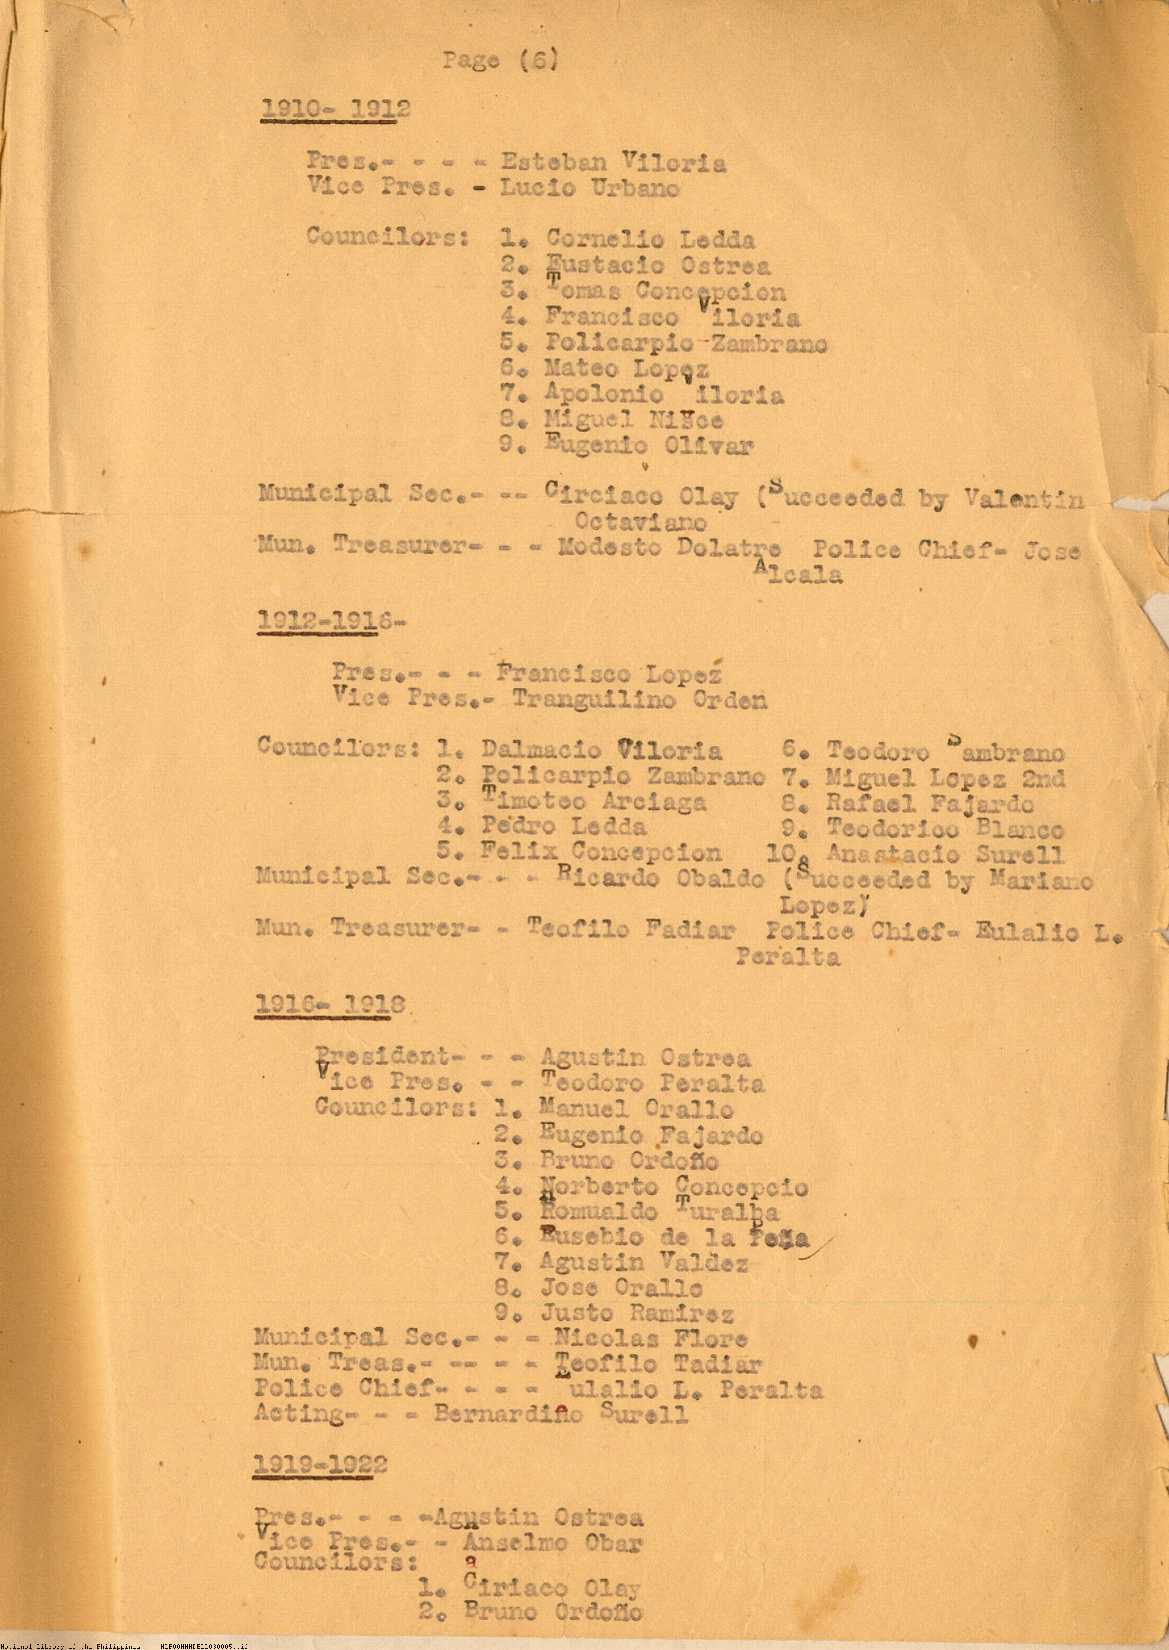 Page (6)
1910- 1912
Pres.- - - - Esteban Viloria
Vice Pres. - Lucio Urbano
Councilors: 1. Cornelio Ledda
2. Eustacio Ostrea
3. Tomas Concepcion
4. Francisco Viloria
5. Policarpio Zambrano
6. Mateo Lopez
7. Apolonio Viloria
8. Miguel Nisce
9. Eugenio Olivar
Municipal Sec.- -- Circiaco Olay (Succeeded by Valentin
Octaviano
Mun. Treasurer- - - Modesto Dolatre Police Chief- Jose
Alcala
1912-1916-
Pres.- - - Francisco Lopez
Vice Pres.- Tranguilino Orden
Councilors: 1. Dalmacio Viloria 6. Teodoro Sambrano
2. Policarpio Zambrano 7. Miguel Lopez 2nd
3. Timoteo Arciaga 8. Rafael Fajardo
4. Pedro Ledda 9. Teodorico Blanco
5. Felix Concepcion 10. Anastacio Surell
Municipal Sec.- - - Ricardo Obaldo (Succeeded by Mariano
Lopez)
Mun. Treasurer- - Teofilo Fadiar Police Chief- Eulalio L.
Peralta
1916- 1918
President- - - Agustin Ostrea
Vice Pres. - - Teodoro Peralta
Councilors: 1. Manuel Orallo
2. Eugenio Fajardo
3. Bruno Ordoño
4. Norberto Concepcio
5. Romualdo Turalba
6. Eusebio de la Peña
7. Agustin Valdez
8. Jose Orallo
9. Justo Ramirez
Municipal Sec.- - - Nicolas Flore
Mun. Treas.- -- - - Teofilo Tadiar
Police Chief- - - - Eulalio L. Peralta
Acting- - - Bernardino Surell
1919-1922
Pres.- - - -Agustin Ostrea
Vice Pres.- - Anselmo Obar
Councilors:
1. Ciriaco Olay
2. Bruno Ordoño
National Library of the Philippines